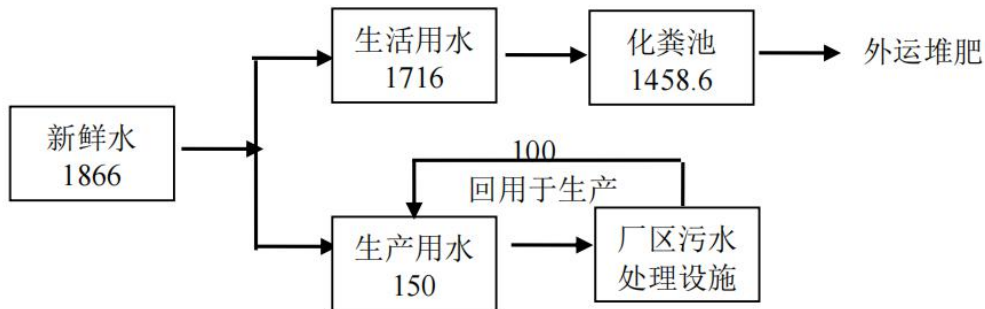 生活用水
1716
化粪池
1458.6
外运堆肥
新鲜水
1866
100
回用于生产
生产用水
150
厂区污水
处理设施